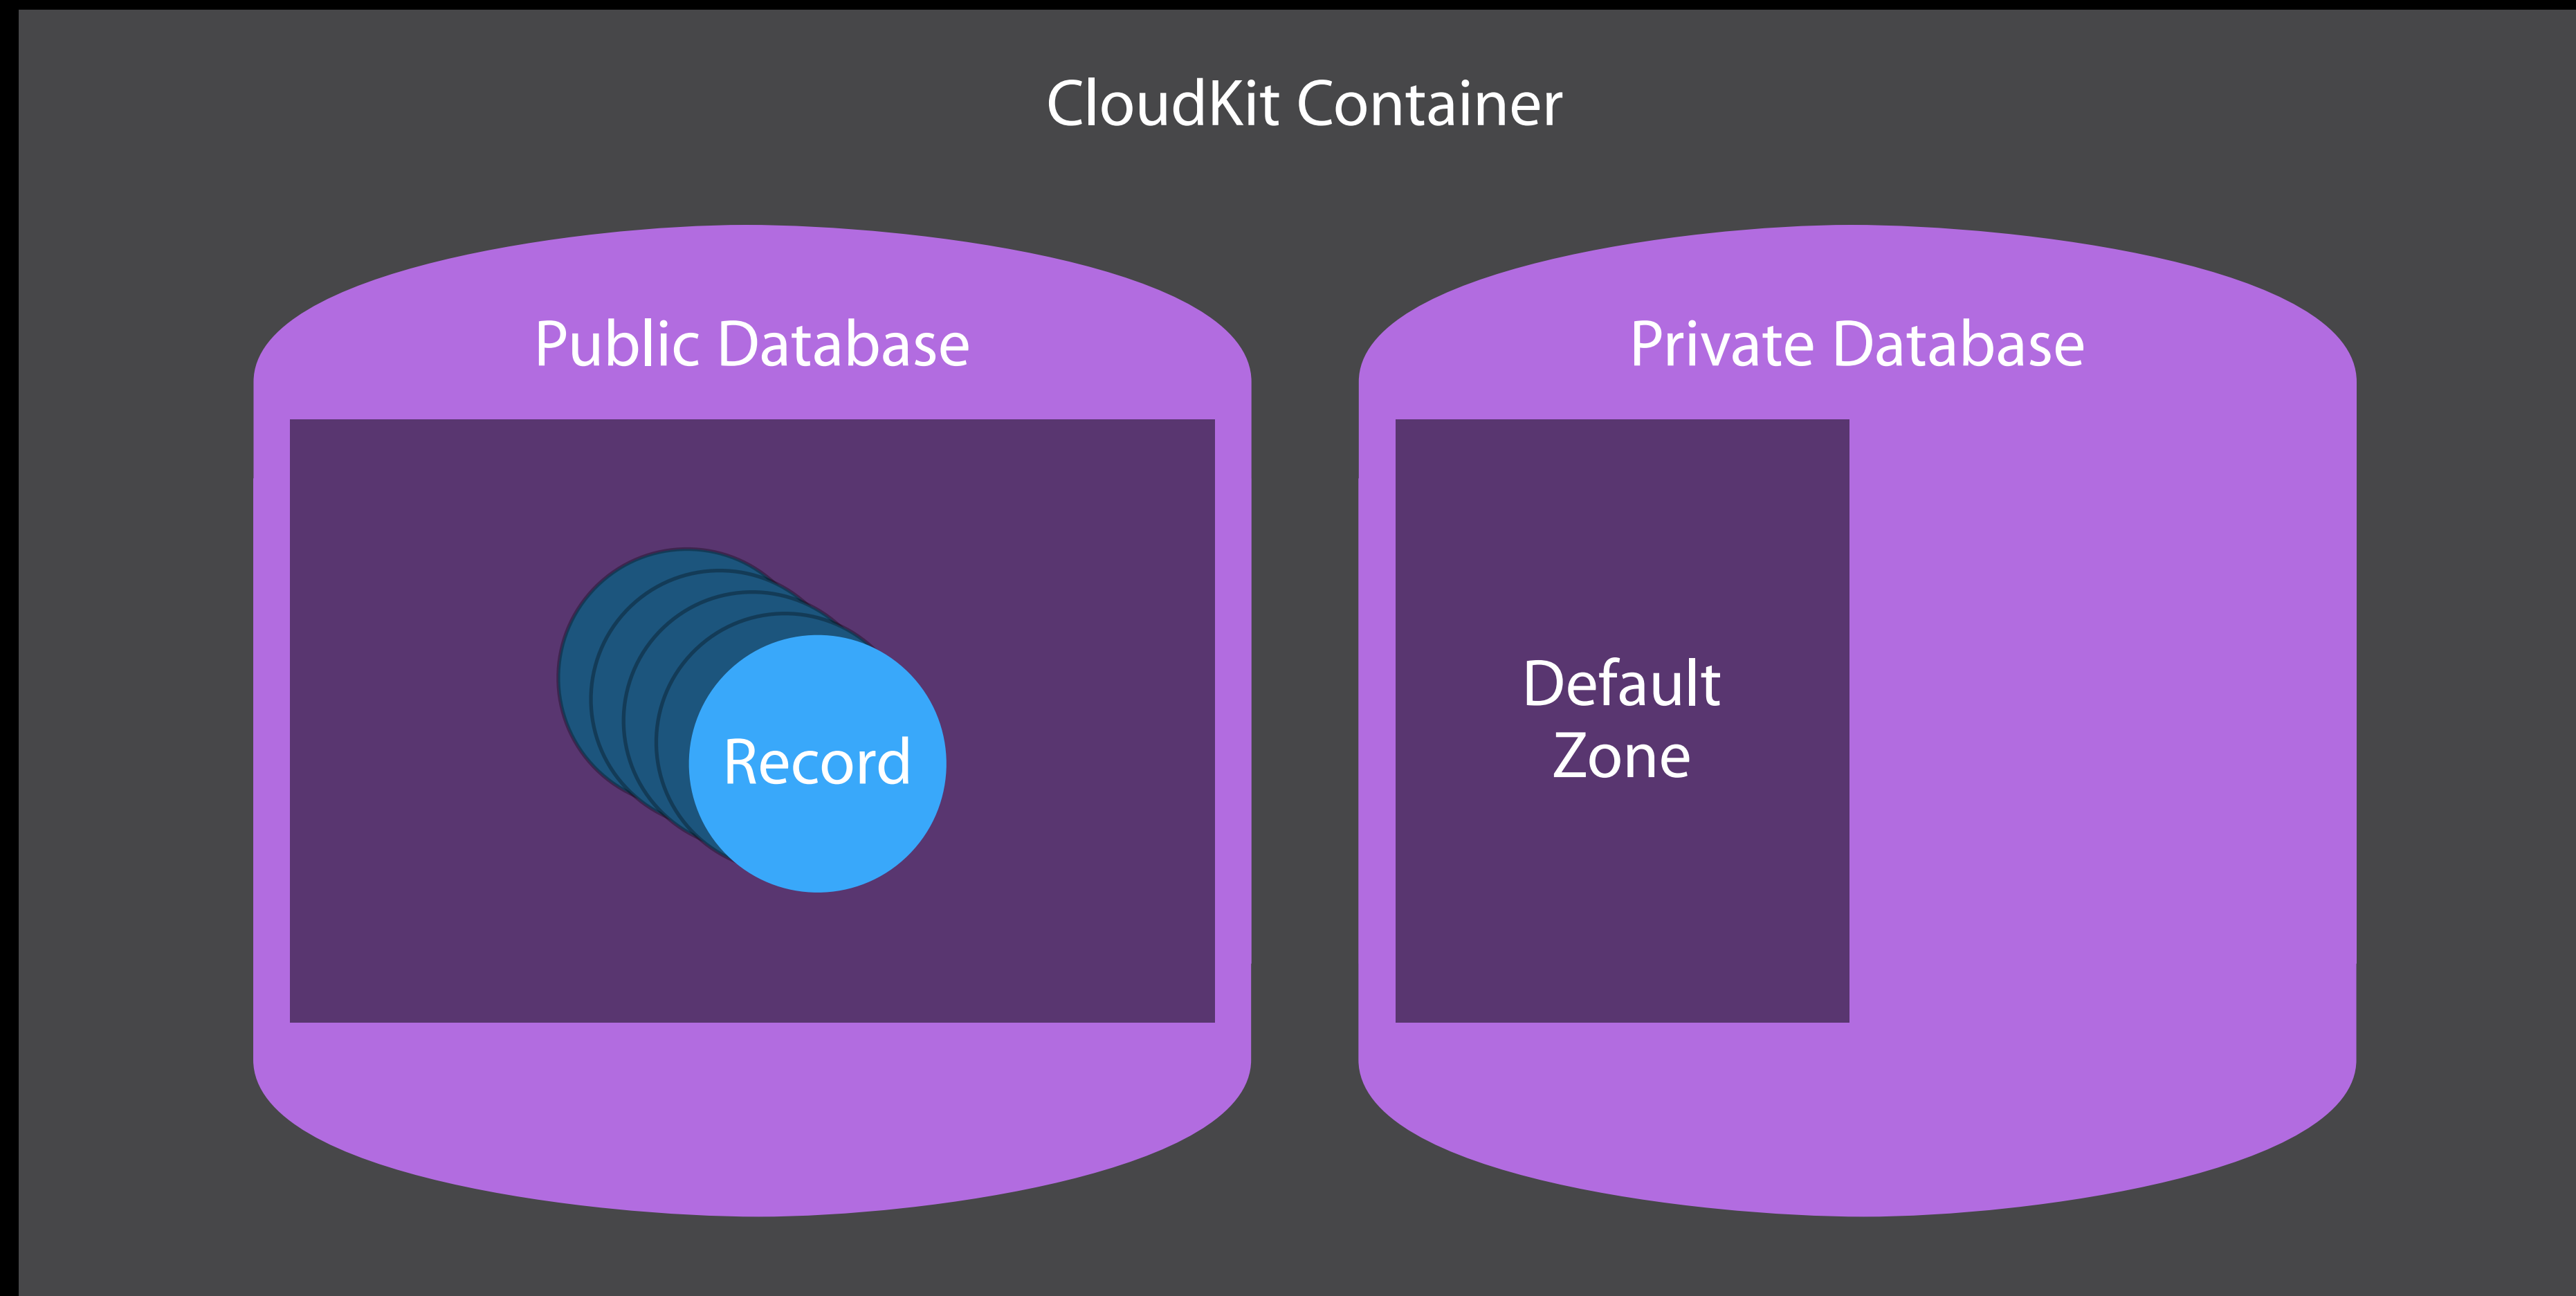 CloudKit Container
Public Database
Private Database
Record
Default
Zone